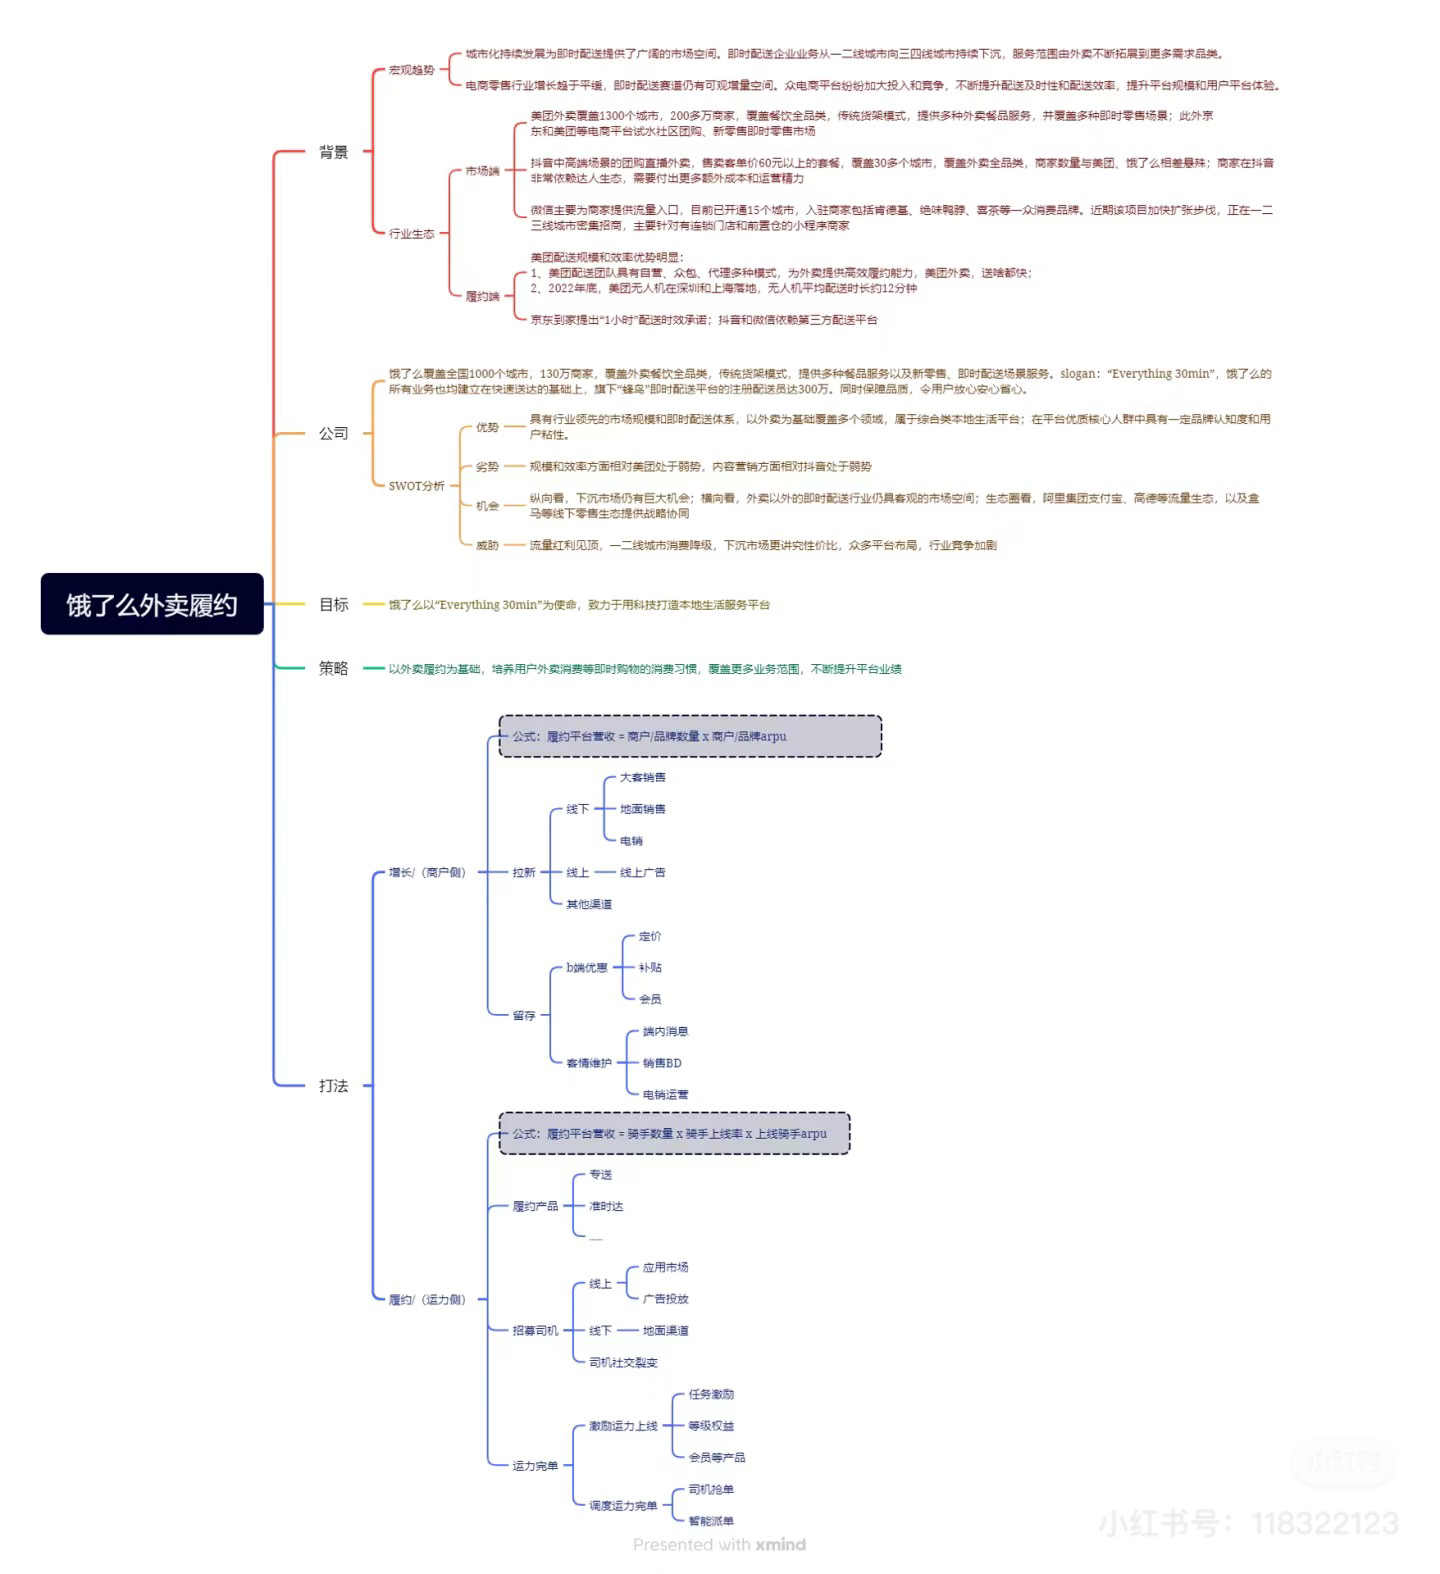 饿了么外卖履约
背景
宏观趋势
城市化持续发展为即时配送提供了广阔的市场空间。即时配送企业业务从一二线城市向三四线城市持续下沉，服务范围由外卖不断拓展到更多需求品类。
电商零售行业增长趋于平缓，即时配送赛道仍有可观增量空间。众电商平台纷纷加大投入和竞争，不断提升配送及时性和配送效率，提升平台规模和用户平台体验。
行业生态
市场端
美团外卖覆盖1300个城市，200多万商家，覆盖餐饮全品类，传统货架模式，提供多种外卖餐品服务，并覆盖多种即时零售场景；此外京
东和美团等电商平台试水社区团购、新零售即时零售市场
抖音中高端场景的团购直播外卖，售卖客单价60元以上的套餐，覆盖30多个城市，覆盖外卖全品类，商家数量与美团、饿了么相差悬殊；商家在抖音
非常依赖达人生态，需要付出更多额外成本和运营精力
微信主要为商家提供流量入口，目前已开通15个城市，入驻商家包括肯德基、绝味鸭脖、喜茶等一众消费品牌。近期该项目加快扩张步伐，正在一二
三线城市密集招商，主要针对有连锁门店和前置仓的小程序商家
履约端
美团配送规模和效率优势明显：
1、美团配送团队具有自营、众包、代理多种模式，为外卖提供高效履约能力，美团外卖，送啥都快；
2、2022年底，美团无人机在深圳和上海落地，无人机平均配送时长约12分钟
京东到家提出“1小时”配送时效承诺；抖音和微信依赖第三方配送平台
公司
饿了么覆盖全国1000个城市，130万商家，覆盖外卖餐饮全品类，传统货架模式，提供多种餐品服务以及新零售、即时配送场景服务。slogan：“Everything 30min”，饿了么的
所有业务也均建立在快速送达的基础上，旗下“蜂鸟”即时配送平台的注册配送员达300万。同时保障品质，令用户放心安心省心。
SWOT分析
优势
具有行业领先的市场规模和即时配送体系，以外卖为基础覆盖多个领域，属于综合类本地生活平台；在平台优质核心人群中具有一定品牌认知度和用
户粘性。
劣势
规模和效率方面相对美团处于弱势，内容营销方面相对抖音处于弱势
机会
纵向看，下沉市场仍有巨大机会；横向看，外卖以外的即时配送行业仍具客观的市场空间；生态圈看，阿里集团支付宝、高德等流量生态，以及盒
马等线下零售生态提供战略协同
威胁
流量红利见顶，一二线城市消费降级，下沉市场更讲究性价比，众多平台布局，行业竞争加剧
目标
饿了么以“Everything 30min”为使命，致力于用科技打造本地生活服务平台
策略
以外卖履约为基础，培养用户外卖消费等即时购物的消费习惯，覆盖更多业务范围，不断提升平台业绩
打法
增长/（商户侧）
公式：履约平台营收 = 商户/品牌数量 x 商户/品牌arpu
拉新
线下
大客销售
地面销售
电销
线上
线上广告
其他渠道
留存
b端优惠
定价
补贴
会员
客情维护
端内消息
销售BD
电销运营
履约/（运力侧）
公式：履约平台营收 = 骑手数量 x 骑手上线率 x 上线骑手arpu
履约产品
专送
准时达
......
招募司机
线上
应用市场
广告投放
线下
地面渠道
司机社交裂变
运力完单
激励运力上线
任务激励
等级权益
会员等产品
调度运力完单
司机抢单
智能派单
小红书
小红书号：118322123
Presented with xmind